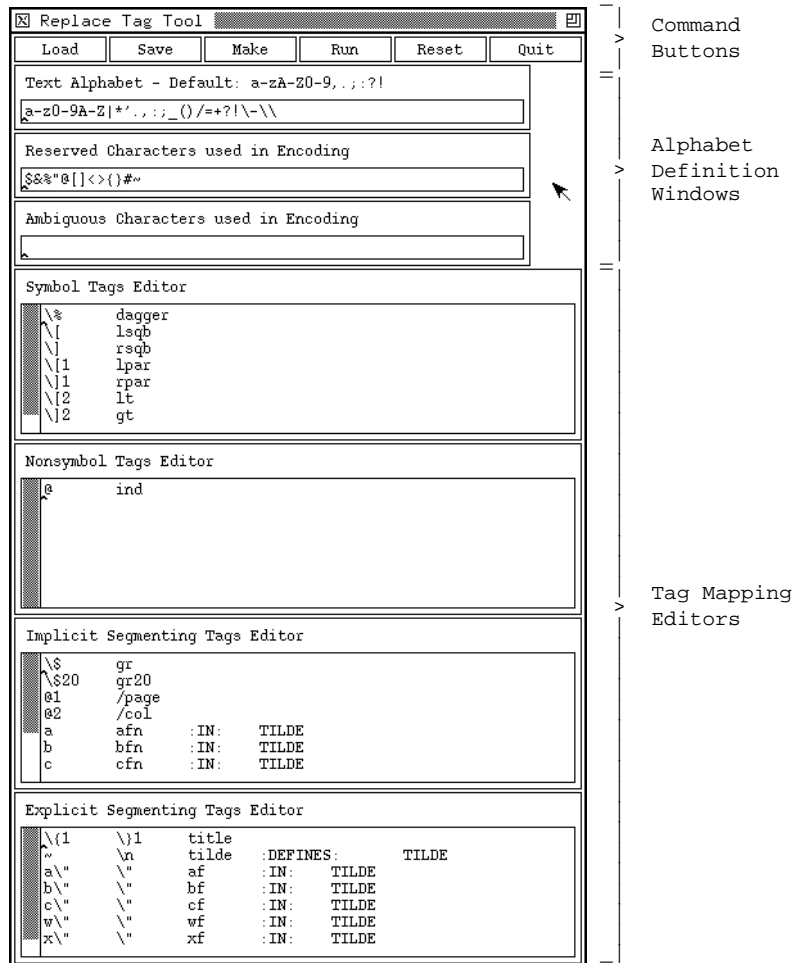 Replace Tag Tool
Load Save Make Run Reset Quit
Text Alphabet - Default: a-zA-Z0-9,.;:?!
a-z0-9A-Z|*'.,:;_()/=+?!\-\\
Reserved Characters used in Encoding
$&%"@[]<>{}#~
Ambiguous Characters used in Encoding
Symbol Tags Editor
\% dagger
\[ lsqb
\] rsqb
\[1 lpar
\]1 rpar
\[2 lt
\]2 gt
Nonsymbol Tags Editor
@ ind
Implicit Segmenting Tags Editor
\$ gr
\$20 gr20
@1 /page
@2 /col
a afn :IN: TILDE
b bfn :IN: TILDE
c cfn :IN: TILDE
Explicit Segmenting Tags Editor
\{1 \}1 title
~ \n tilde :DEFINES: TILDE
a\" \" af :IN: TILDE
b\" \" bf :IN: TILDE
c\" \" cf :IN: TILDE
w\" \" wf :IN: TILDE
x\" \" xf :IN: TILDE
Command
Buttons
Alphabet
Definition
Windows
Tag Mapping
Editors